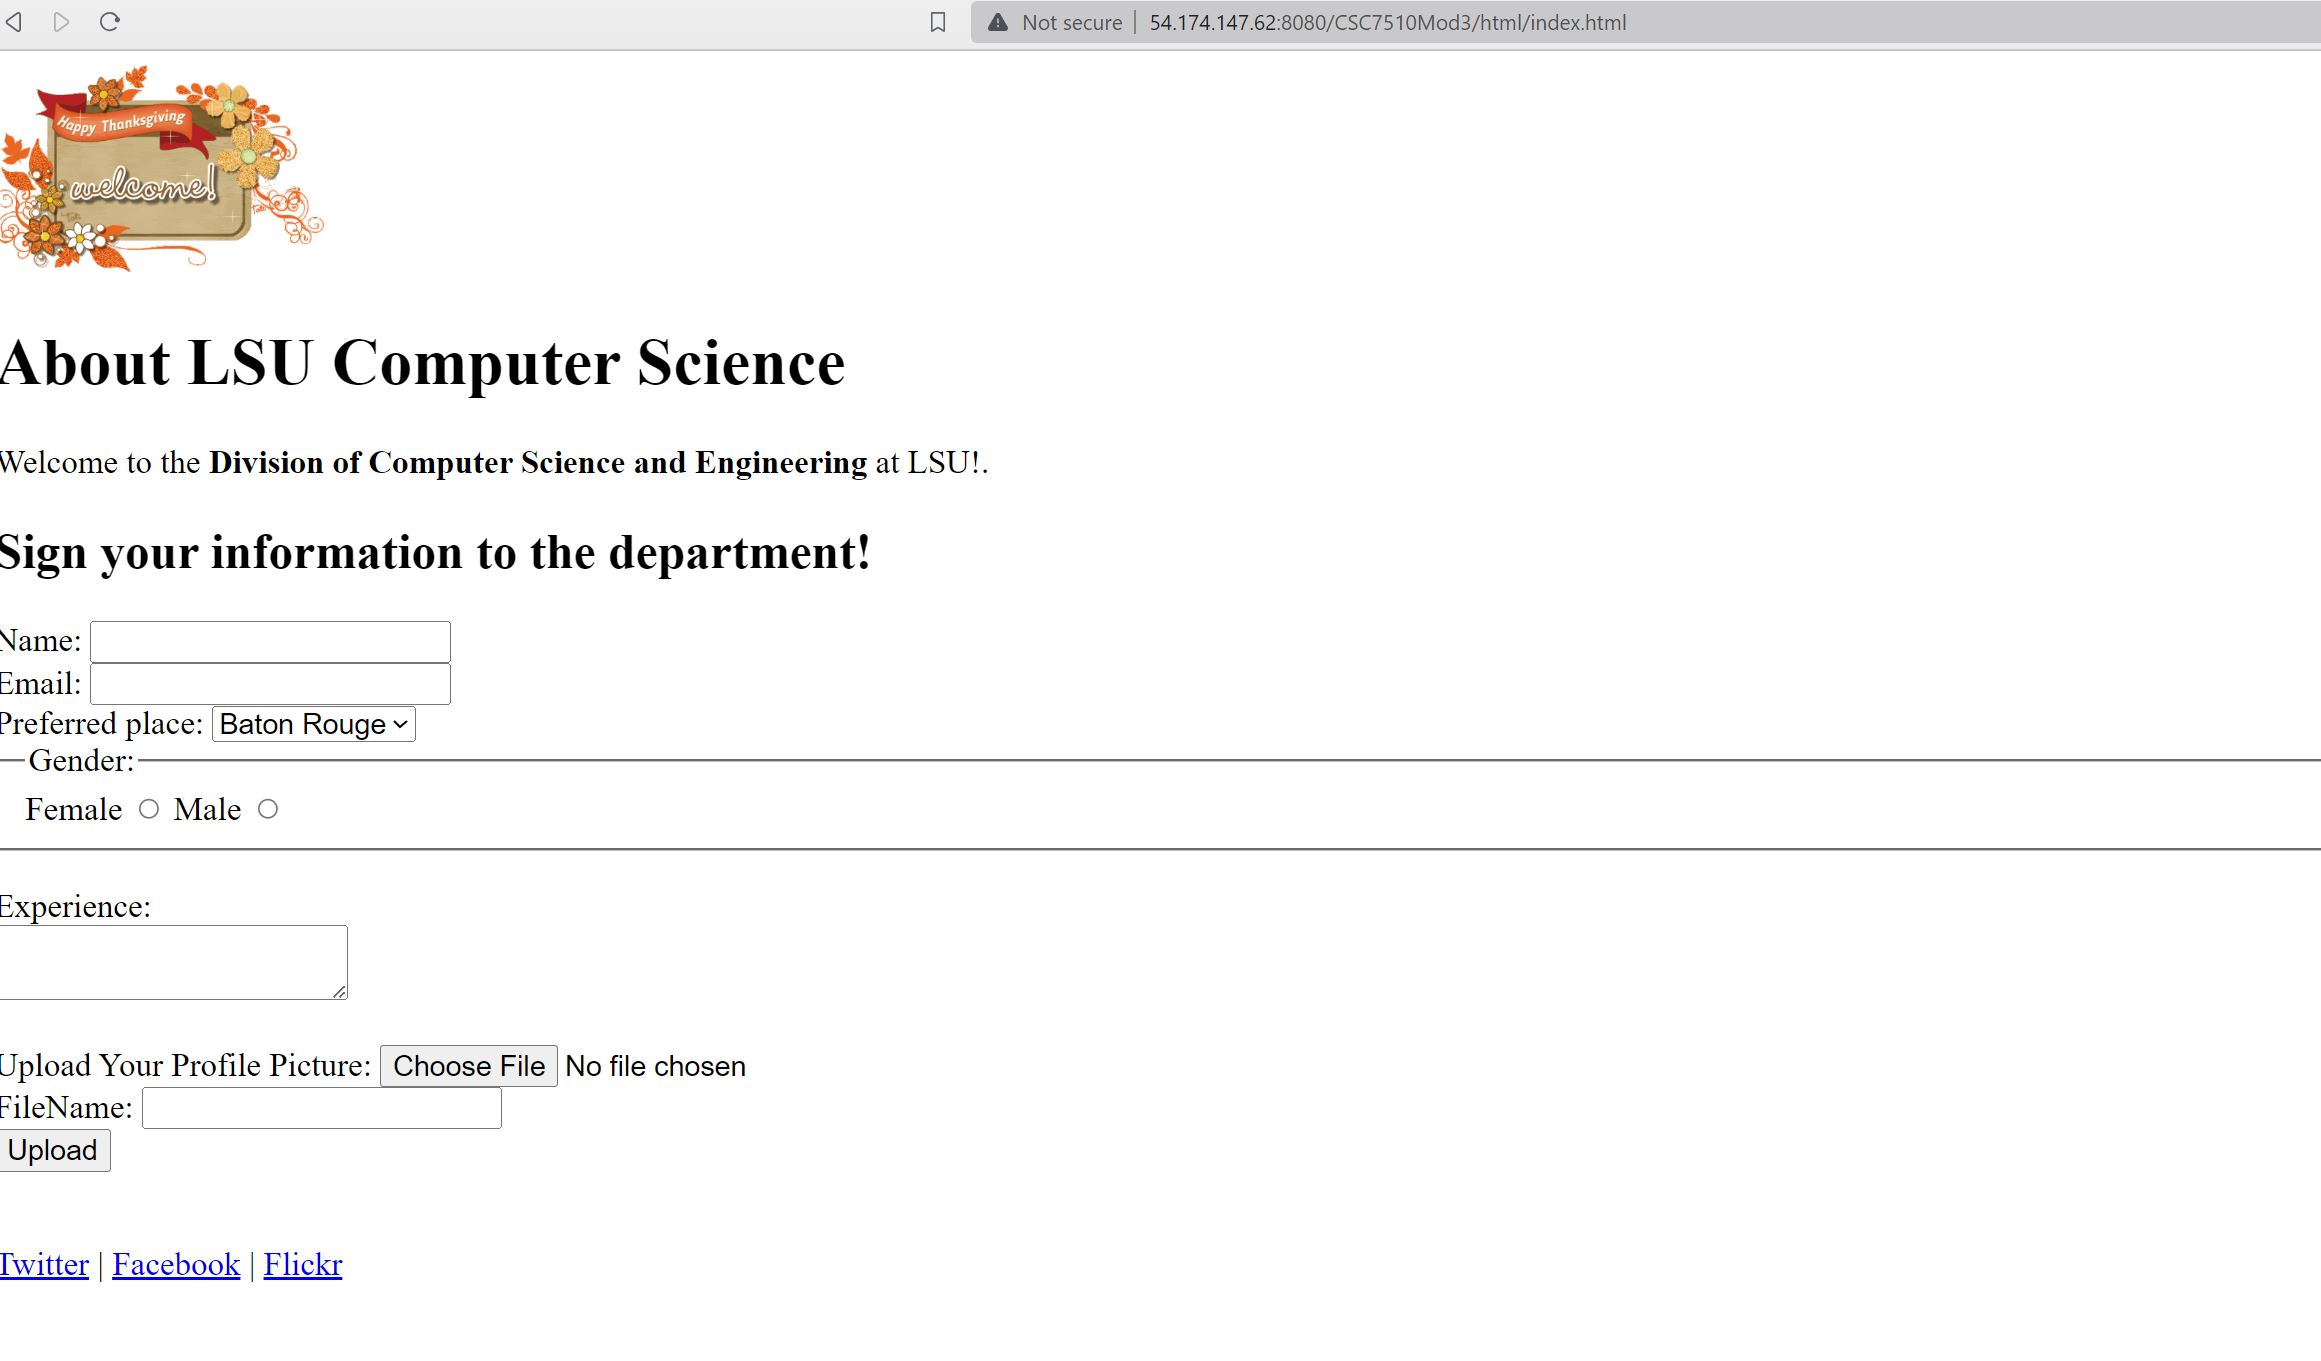 Not secure | 54.174.147.62:8080/CSC7510Mod3/html/index.html
Happy Thanksgiving
welcome!
About LSU Computer Science
Welcome to the Division of Computer Science and Engineering at LSU!.
Sign your information to the department!
Name:
Email:
Preferred place: Baton Rouge
Gender:
Female Male
Experience:
Upload Your Profile Picture: Choose File No file chosen
FileName:
Upload
Twitter | Facebook | Flickr